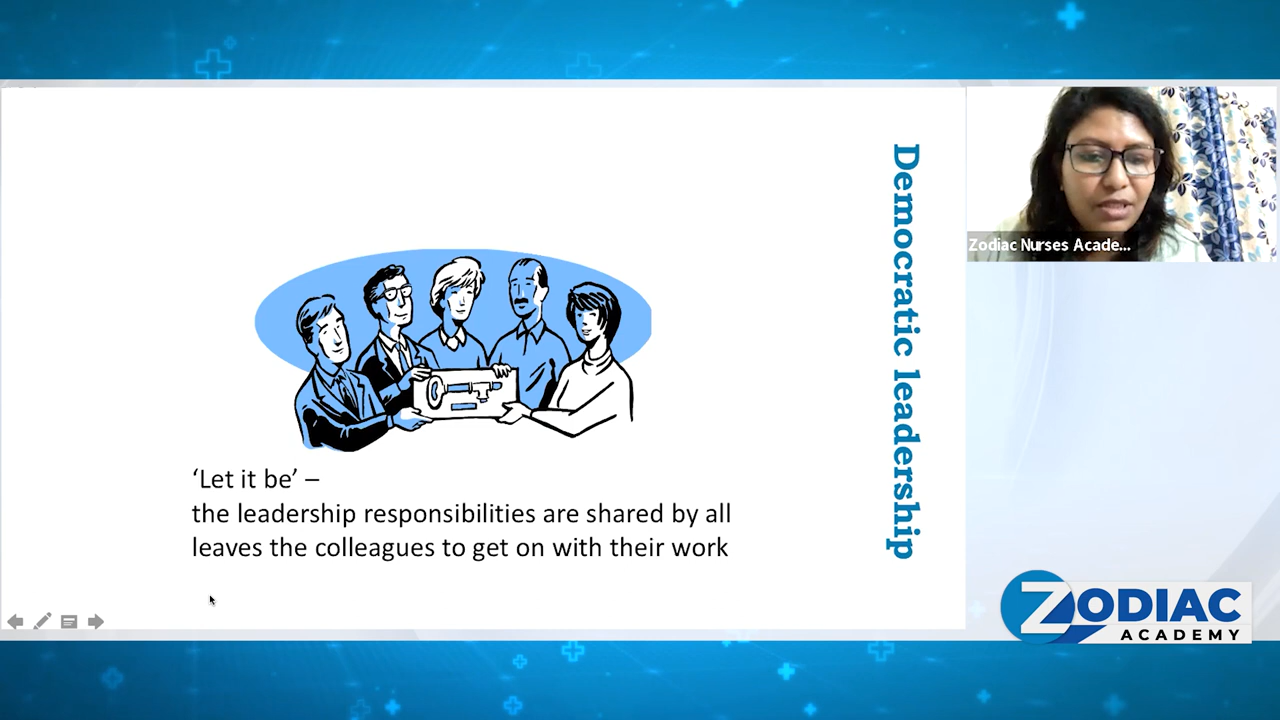 Democratic leadership
‘Let it be’ –
the leadership responsibilities are shared by all
leaves the colleagues to get on with their work
Zodiac Nurses Acade...
ZODIAC
ACADEMY